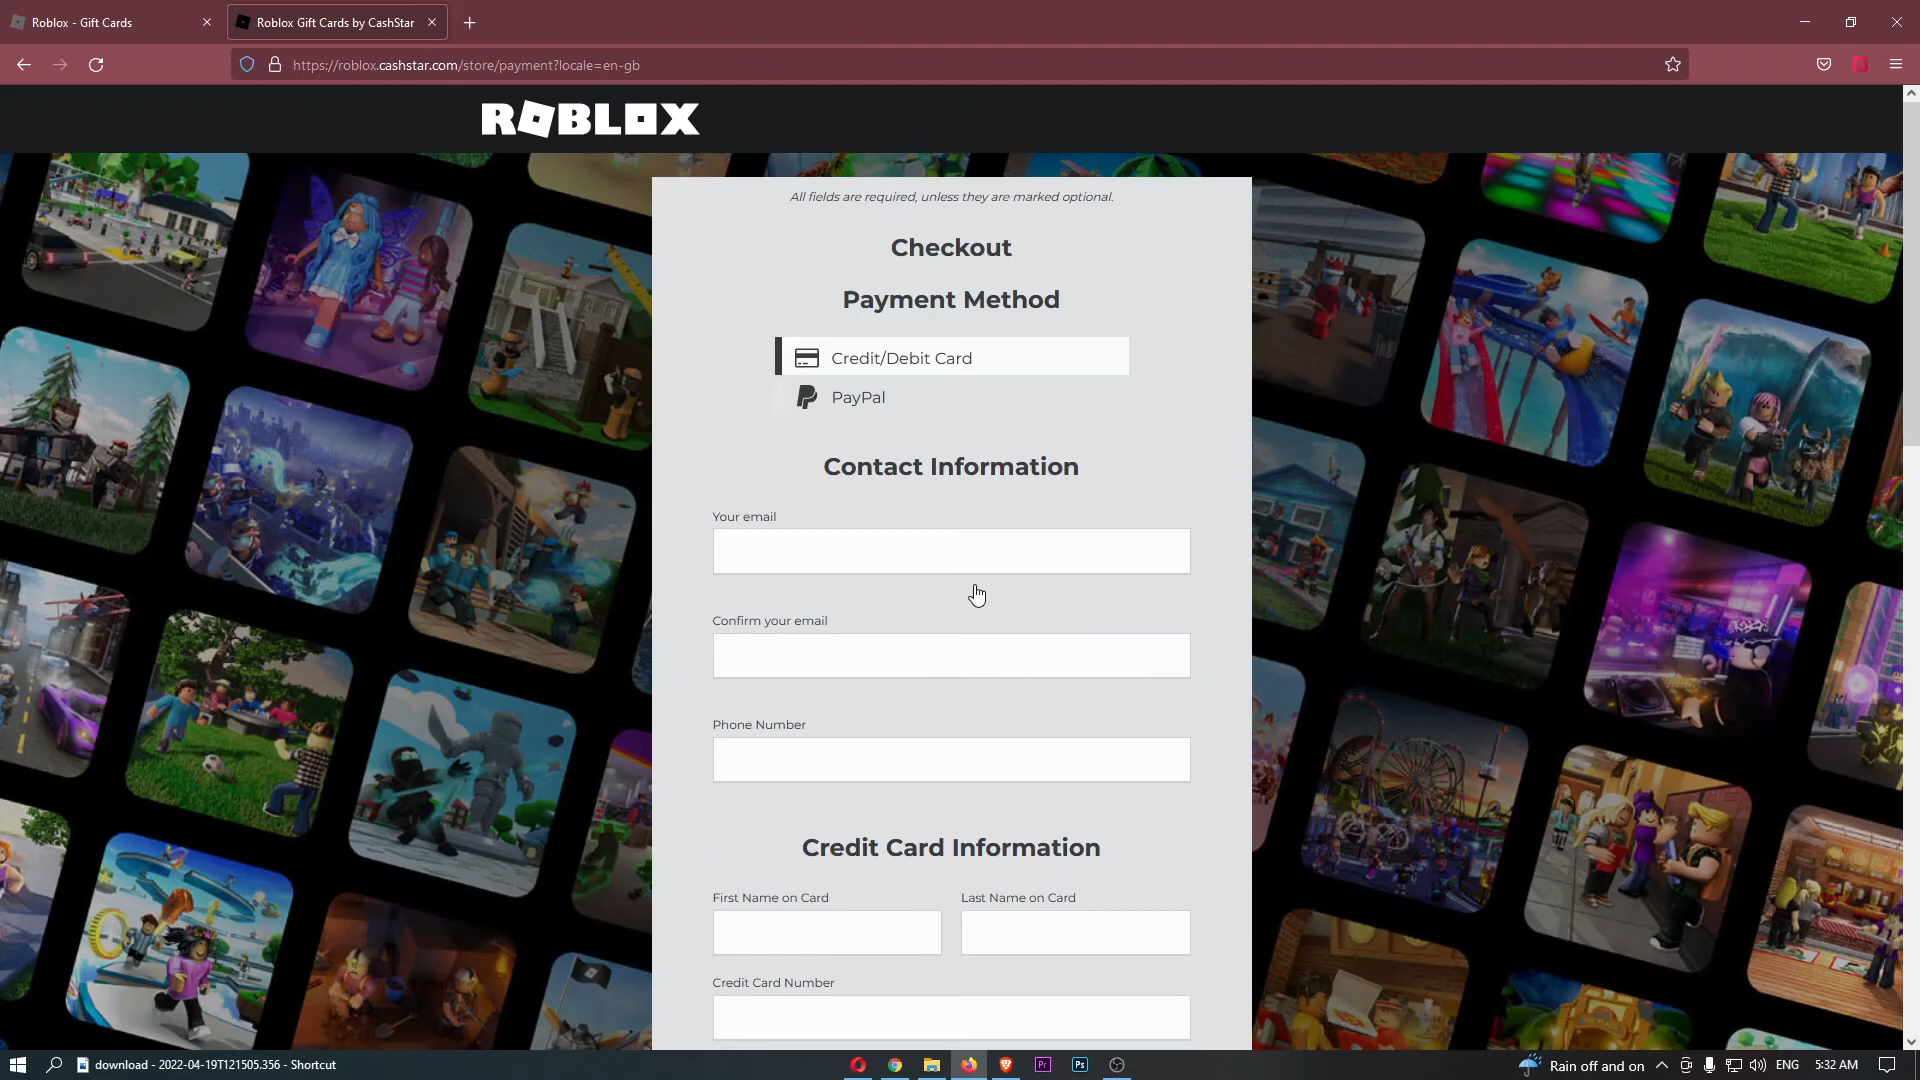 Roblox - Gift Cards
Roblox Gift Cards by CashStar
https://roblox.cashstar.com/store/payment?locale=en-gb
ROBLOX
All fields are required, unless they are marked optional.
Checkout
Payment Method
Credit/Debit Card
PayPal
Contact Information
Your email
Confirm your email
Phone Number
Credit Card Information
First Name on Card
Last Name on Card
Credit Card Number
download - 2022-04-19T121505.356 - Shortcut
Pr
Ps
Rain off and on
ENG
5:32 AM